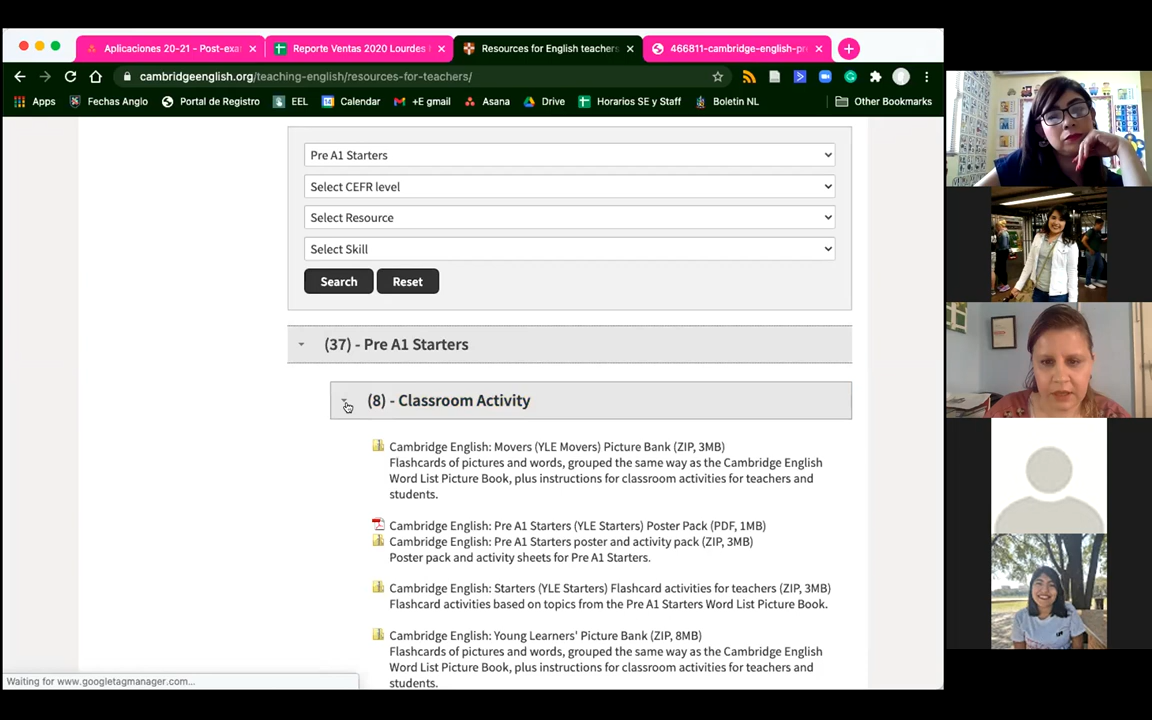 Aplicaciones 20-21 - Post-exa
Reporte Ventas 2020 Lourdes
Resources for English teachers
466811-cambridge-english-pr
cambridgeenglish.org/teaching-english/resources-for-teachers/
Apps
Fechas Anglo
Portal de Registro
EEL
Calendar
+E gmail
Asana
Drive
Horarios SE y Staff
Boletin NL
Other Bookmarks
Pre A1 Starters
Select CEFR level
Select Resource
Select Skill
Search
Reset
(37) - Pre A1 Starters
(8) - Classroom Activity
Cambridge English: Movers (YLE Movers) Picture Bank (ZIP, 3MB)
Flashcards of pictures and words, grouped the same way as the Cambridge English
Word List Picture Book, plus instructions for classroom activities for teachers and
students.
Cambridge English: Pre A1 Starters (YLE Starters) Poster Pack (PDF, 1MB)
Cambridge English: Pre A1 Starters poster and activity pack (ZIP, 3MB)
Poster pack and activity sheets for Pre A1 Starters.
Cambridge English: Starters (YLE Starters) Flashcard activities for teachers (ZIP, 3MB)
Flashcard activities based on topics from the Pre A1 Starters Word List Picture Book.
Cambridge English: Young Learners' Picture Bank (ZIP, 8MB)
Flashcards of pictures and words, grouped the same way as the Cambridge English
Word List Picture Book, plus instructions for classroom activities for teachers and
students.
Waiting for www.googletagmanager.com...